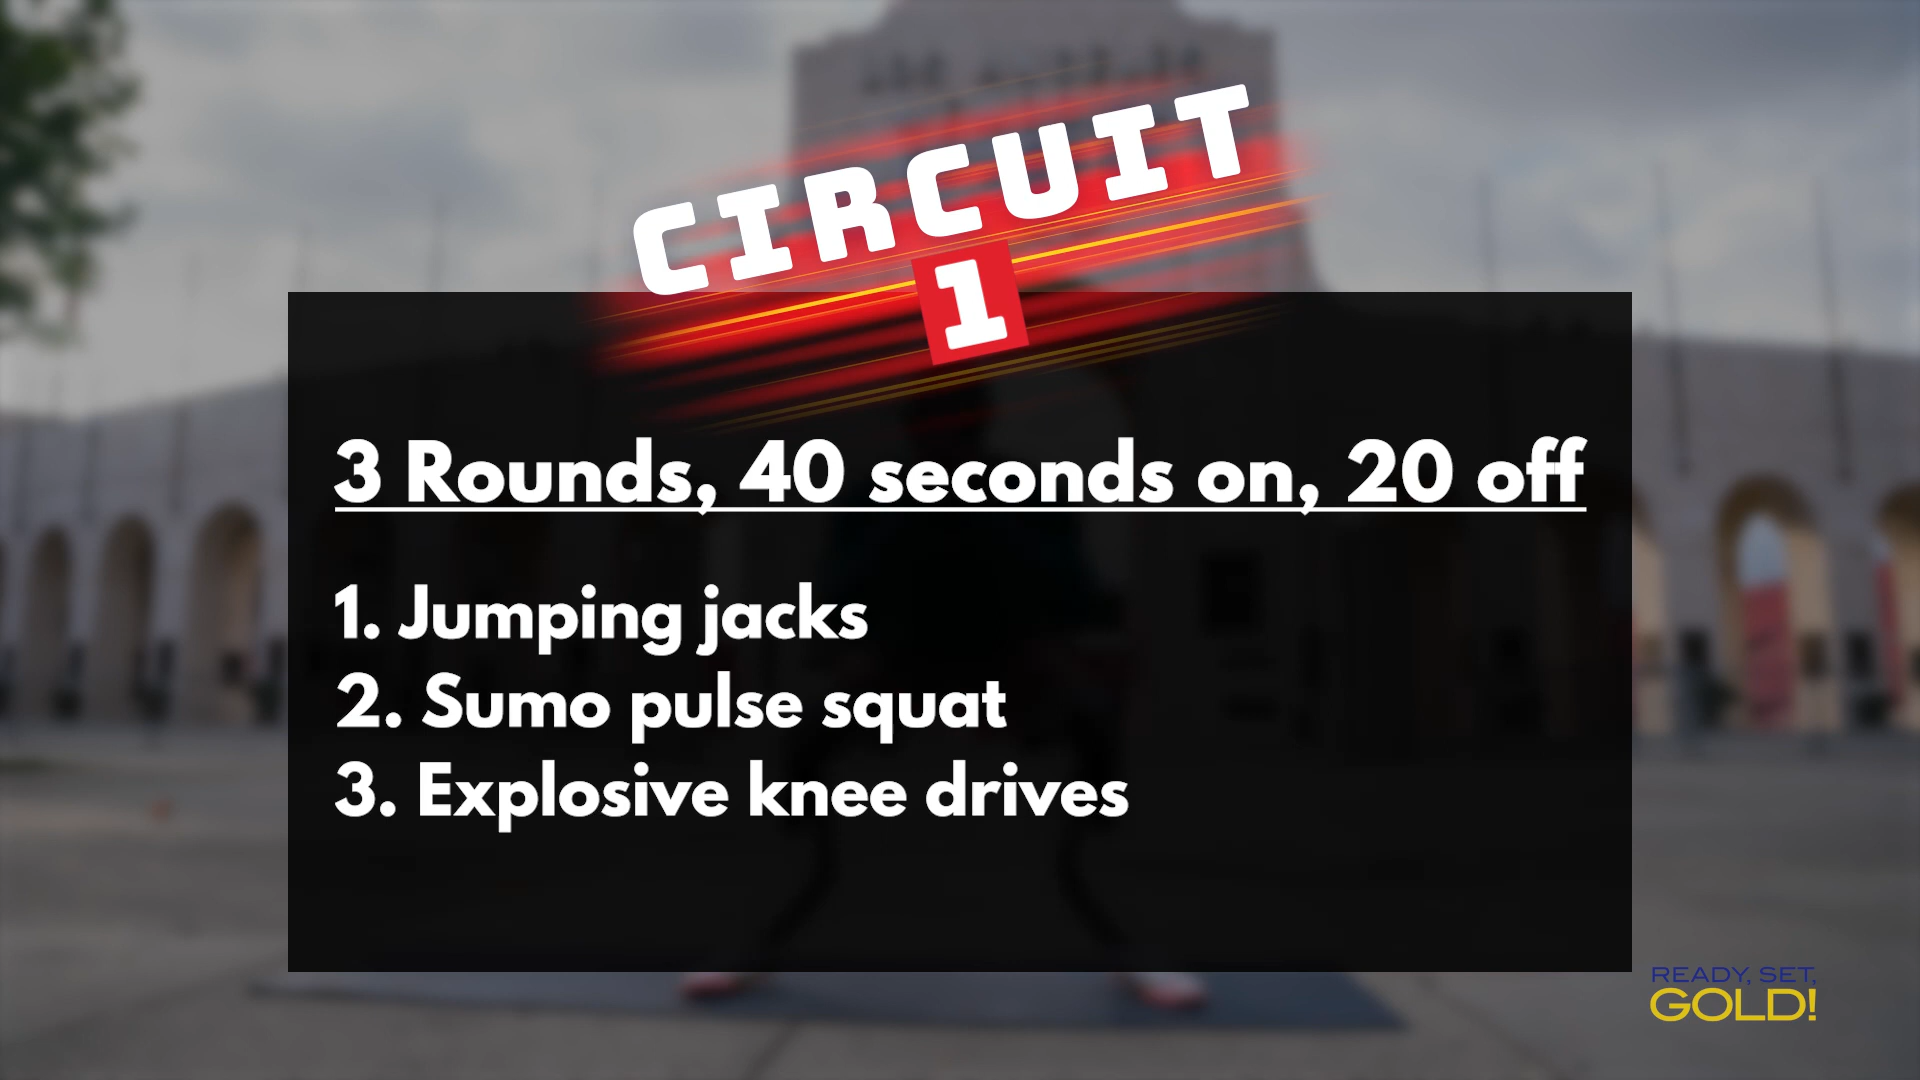 CIRCUIT
1
3 Rounds, 40 seconds on, 20 off
1. Jumping jacks
2. Sumo pulse squat
3. Explosive knee drives
READY, SET,
GOLD!